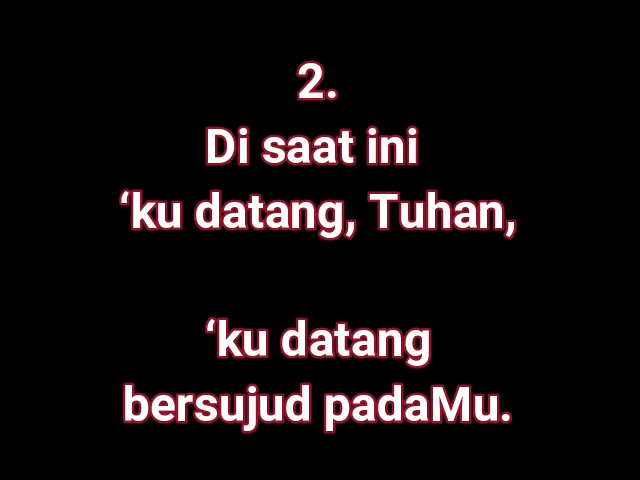 2.
Di saat ini
‘ku datang, Tuhan,
‘ku datang
bersujud padaMu.